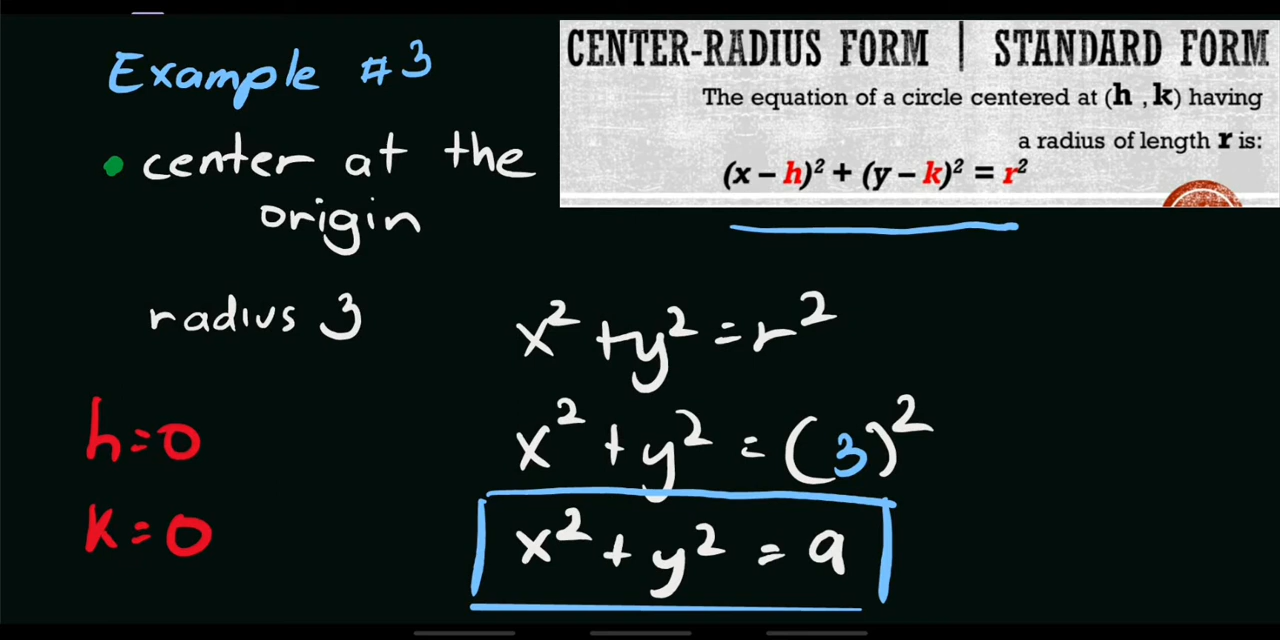 Example #3
• center at the
origin
radius 3
h=0
k=0
CENTER-RADIUS FORM | STANDARD FORM
The equation of a circle centered at (h , k) having
a radius of length r is:
(x – h)² + (y – k)² = r²
x² + y² = r²
x² + y² = (3)²
x² + y² = 9